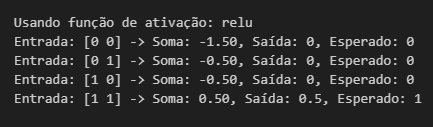 Usando função de ativação: relu
Entrada: [0 0] -> Soma: -1.50, Saída: 0, Esperado: 0
Entrada: [0 1] -> Soma: -0.50, Saída: 0, Esperado: 0
Entrada: [1 0] -> Soma: -0.50, Saída: 0, Esperado: 0
Entrada: [1 1] -> Soma: 0.50, Saída: 0.5, Esperado: 1